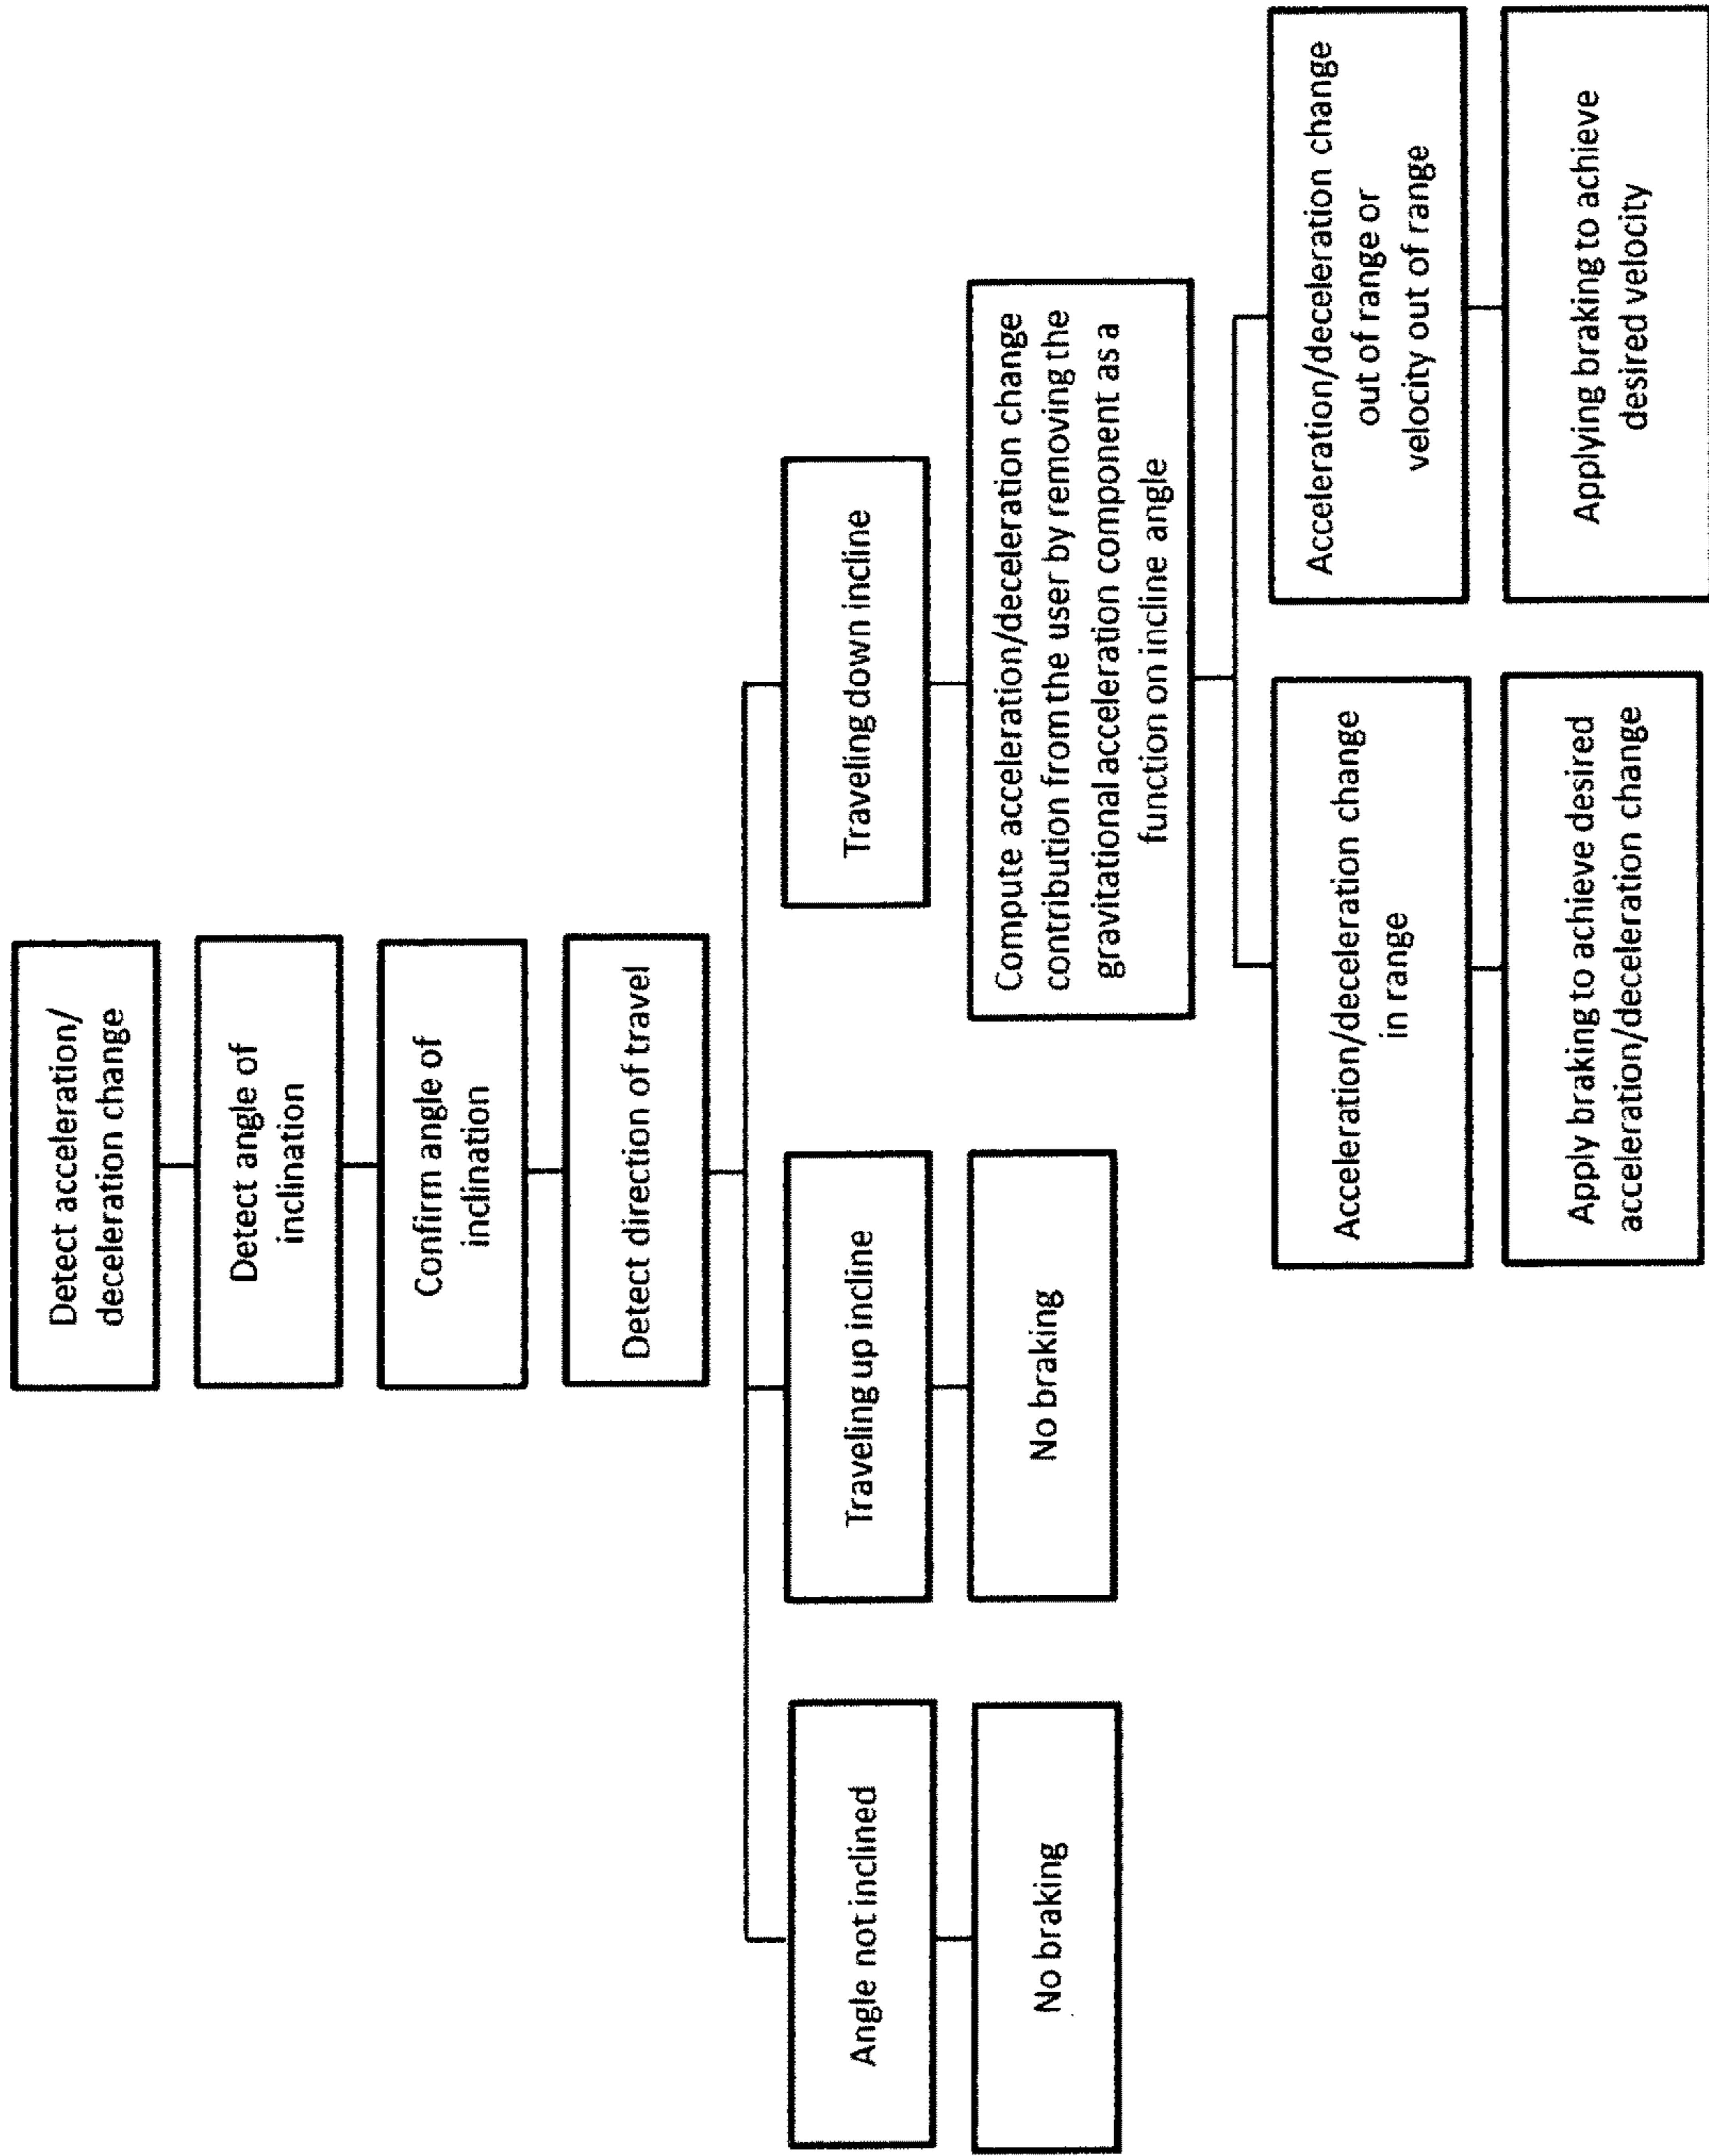 Detect acceleration/
deceleration change
Detect angle of
inclination
Confirm angle of
inclination
Detect direction of travel
Angle not inclined
No braking
Traveling up incline
No braking
Traveling down incline
Compute acceleration/deceleration change
contribution from the user by removing the
gravitational acceleration component as a
function on incline angle
Acceleration/deceleration change
in range
Apply braking to achieve desired
acceleration/deceleration change
Acceleration/deceleration change
out of range or
velocity out of range
Applying braking to achieve
desired velocity